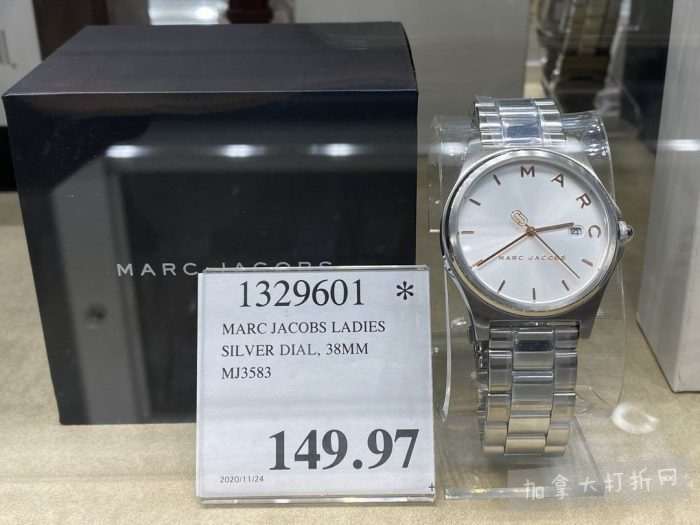 MARC JACOBS
1329601 *
MARC JACOBS LADIES
SILVER DIAL, 38MM
MJ3583
149.97
2020/11/24
MARC
21
MARC JACOBS
加拿大打折网